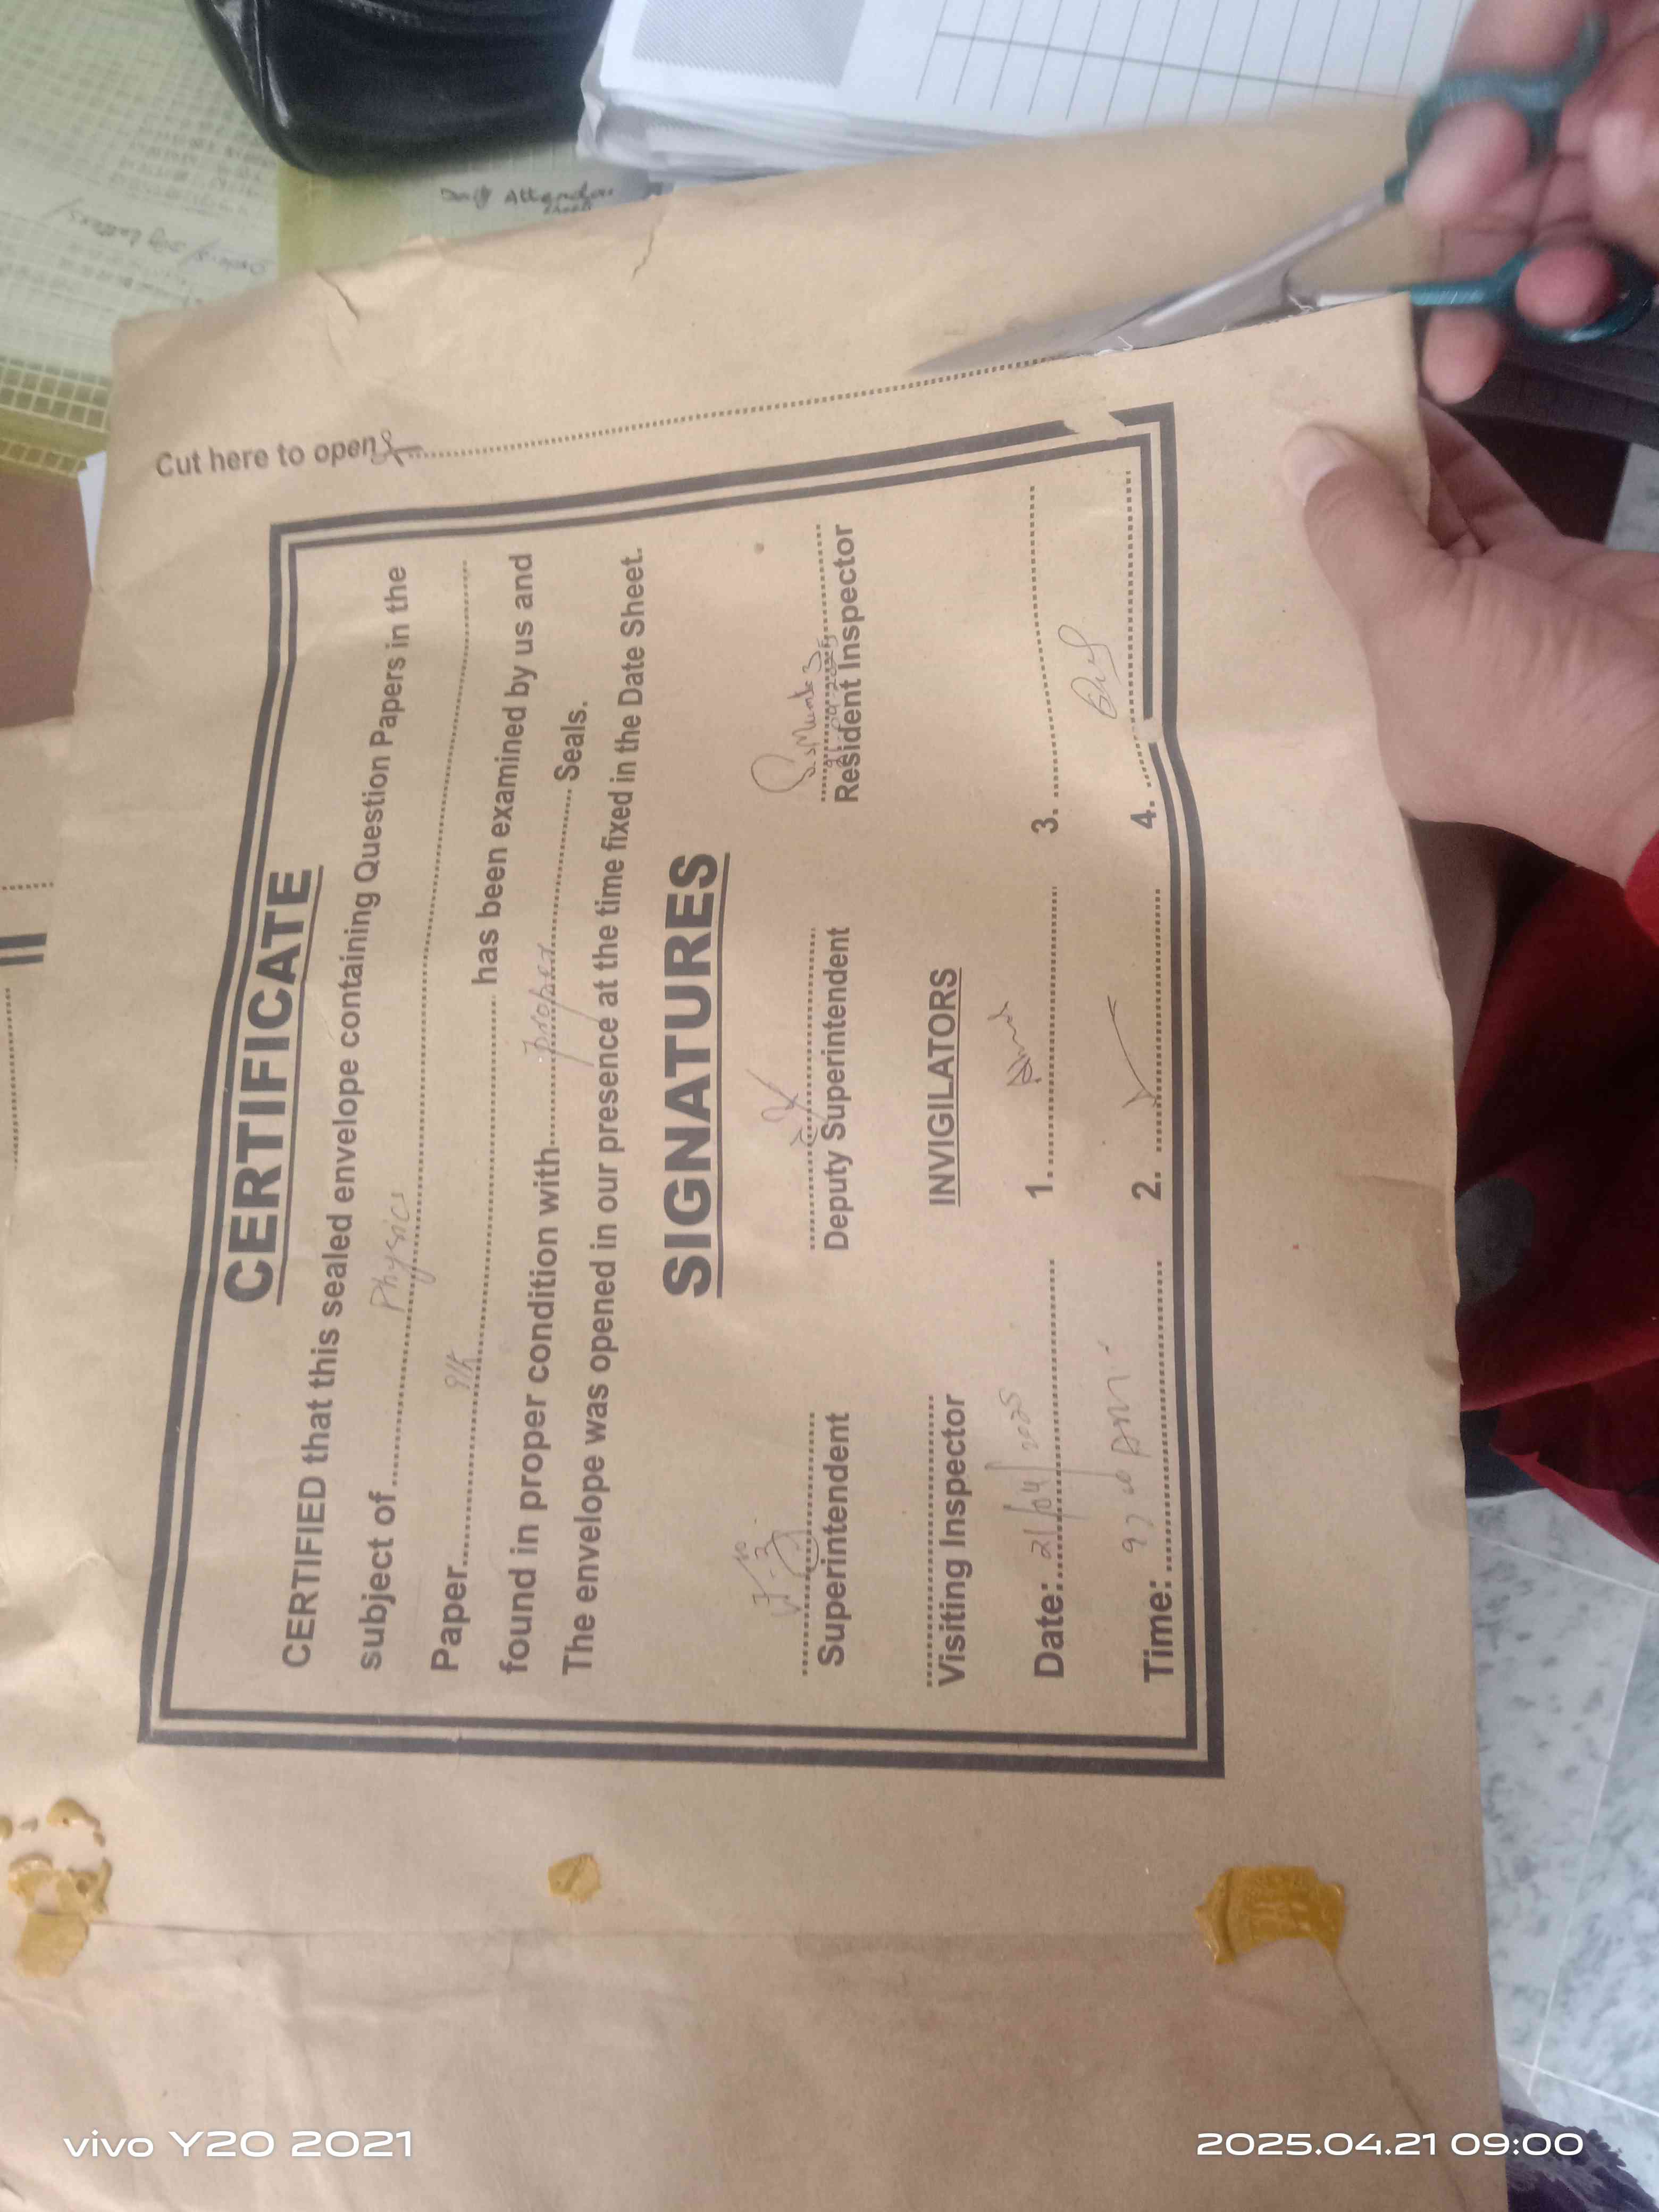 Cut here to open
CERTIFICATE
CERTIFIED that this sealed envelope containing Question Papers in the
subject of Physics
Paper 9th has been examined by us and
found in proper condition with proper Seals.
The envelope was opened in our presence at the time fixed in the Date Sheet.
SIGNATURES
Superintendent Deputy Superintendent Resident Inspector
Visiting Inspector INVIGILATORS
Date: 21/04/2025 1. 3.
Time: 2. 4.
Daily Attendance
vivo Y20 2021
2025.04.21 09:00